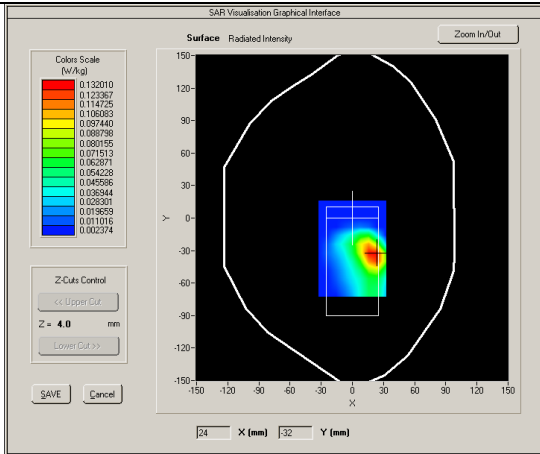 SAR Visualisation Graphical Interface
Surface Radiated Intensity
Zoom In/Out
Colors Scale
(W/kg)
0.132010
0.123367
0.114725
0.106083
0.097440
0.088798
0.080155
0.071513
0.062871
0.054228
0.045586
0.036944
0.028301
0.019659
0.011016
0.002374
Z-Cuts Control
<< Upper Cut
Z = 4.0 mm
Lower Cut >>
SAVE
Cancel
150
120
90
60
30
0
-30
-60
-90
-120
-150
Y
-150 -120 -90 -60 -30 0 30 60 90 120 150
X
24 X (mm) -32 Y (mm)